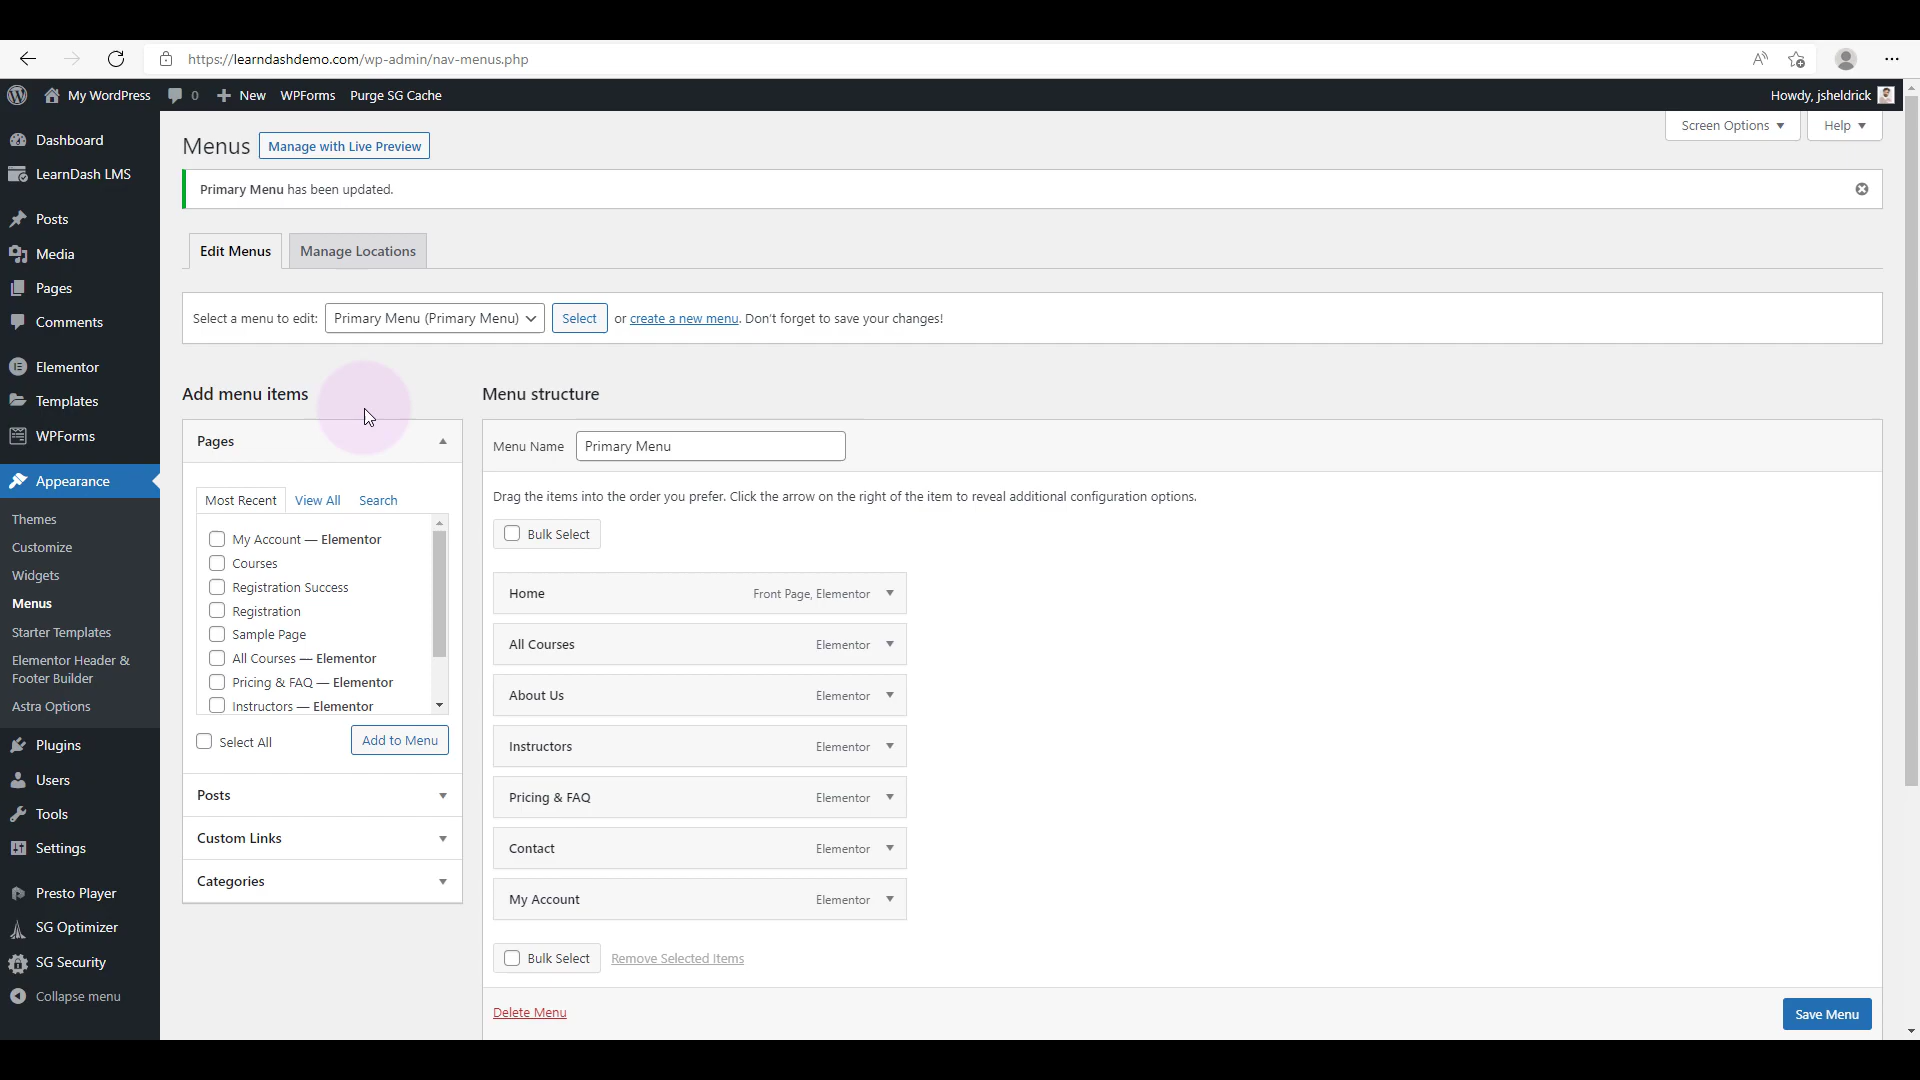 https://learndashdemo.com/wp-admin/nav-menus.php
My WordPress 0 New WPForms Purge SG Cache Howdy, jsheldrick
Dashboard
LearnDash LMS
Posts
Media
Pages
Comments
Elementor
Templates
WPForms
Appearance
Themes
Customize
Widgets
Menus
Starter Templates
Elementor Header &
Footer Builder
Astra Options
Plugins
Users
Tools
Settings
Presto Player
SG Optimizer
SG Security
Collapse menu
Screen Options Help
Menus Manage with Live Preview
Primary Menu has been updated.
Edit Menus Manage Locations
Select a menu to edit: Primary Menu (Primary Menu) Select or create a new menu. Don't forget to save your changes!
Add menu items
Pages
Most Recent View All Search
My Account — Elementor
Courses
Registration Success
Registration
Sample Page
All Courses — Elementor
Pricing & FAQ — Elementor
Instructors — Elementor
Select All Add to Menu
Posts
Custom Links
Categories
Menu structure
Menu Name Primary Menu
Drag the items into the order you prefer. Click the arrow on the right of the item to reveal additional configuration options.
Bulk Select
Home Front Page, Elementor
All Courses Elementor
About Us Elementor
Instructors Elementor
Pricing & FAQ Elementor
Contact Elementor
My Account Elementor
Bulk Select Remove Selected Items
Delete Menu Save Menu